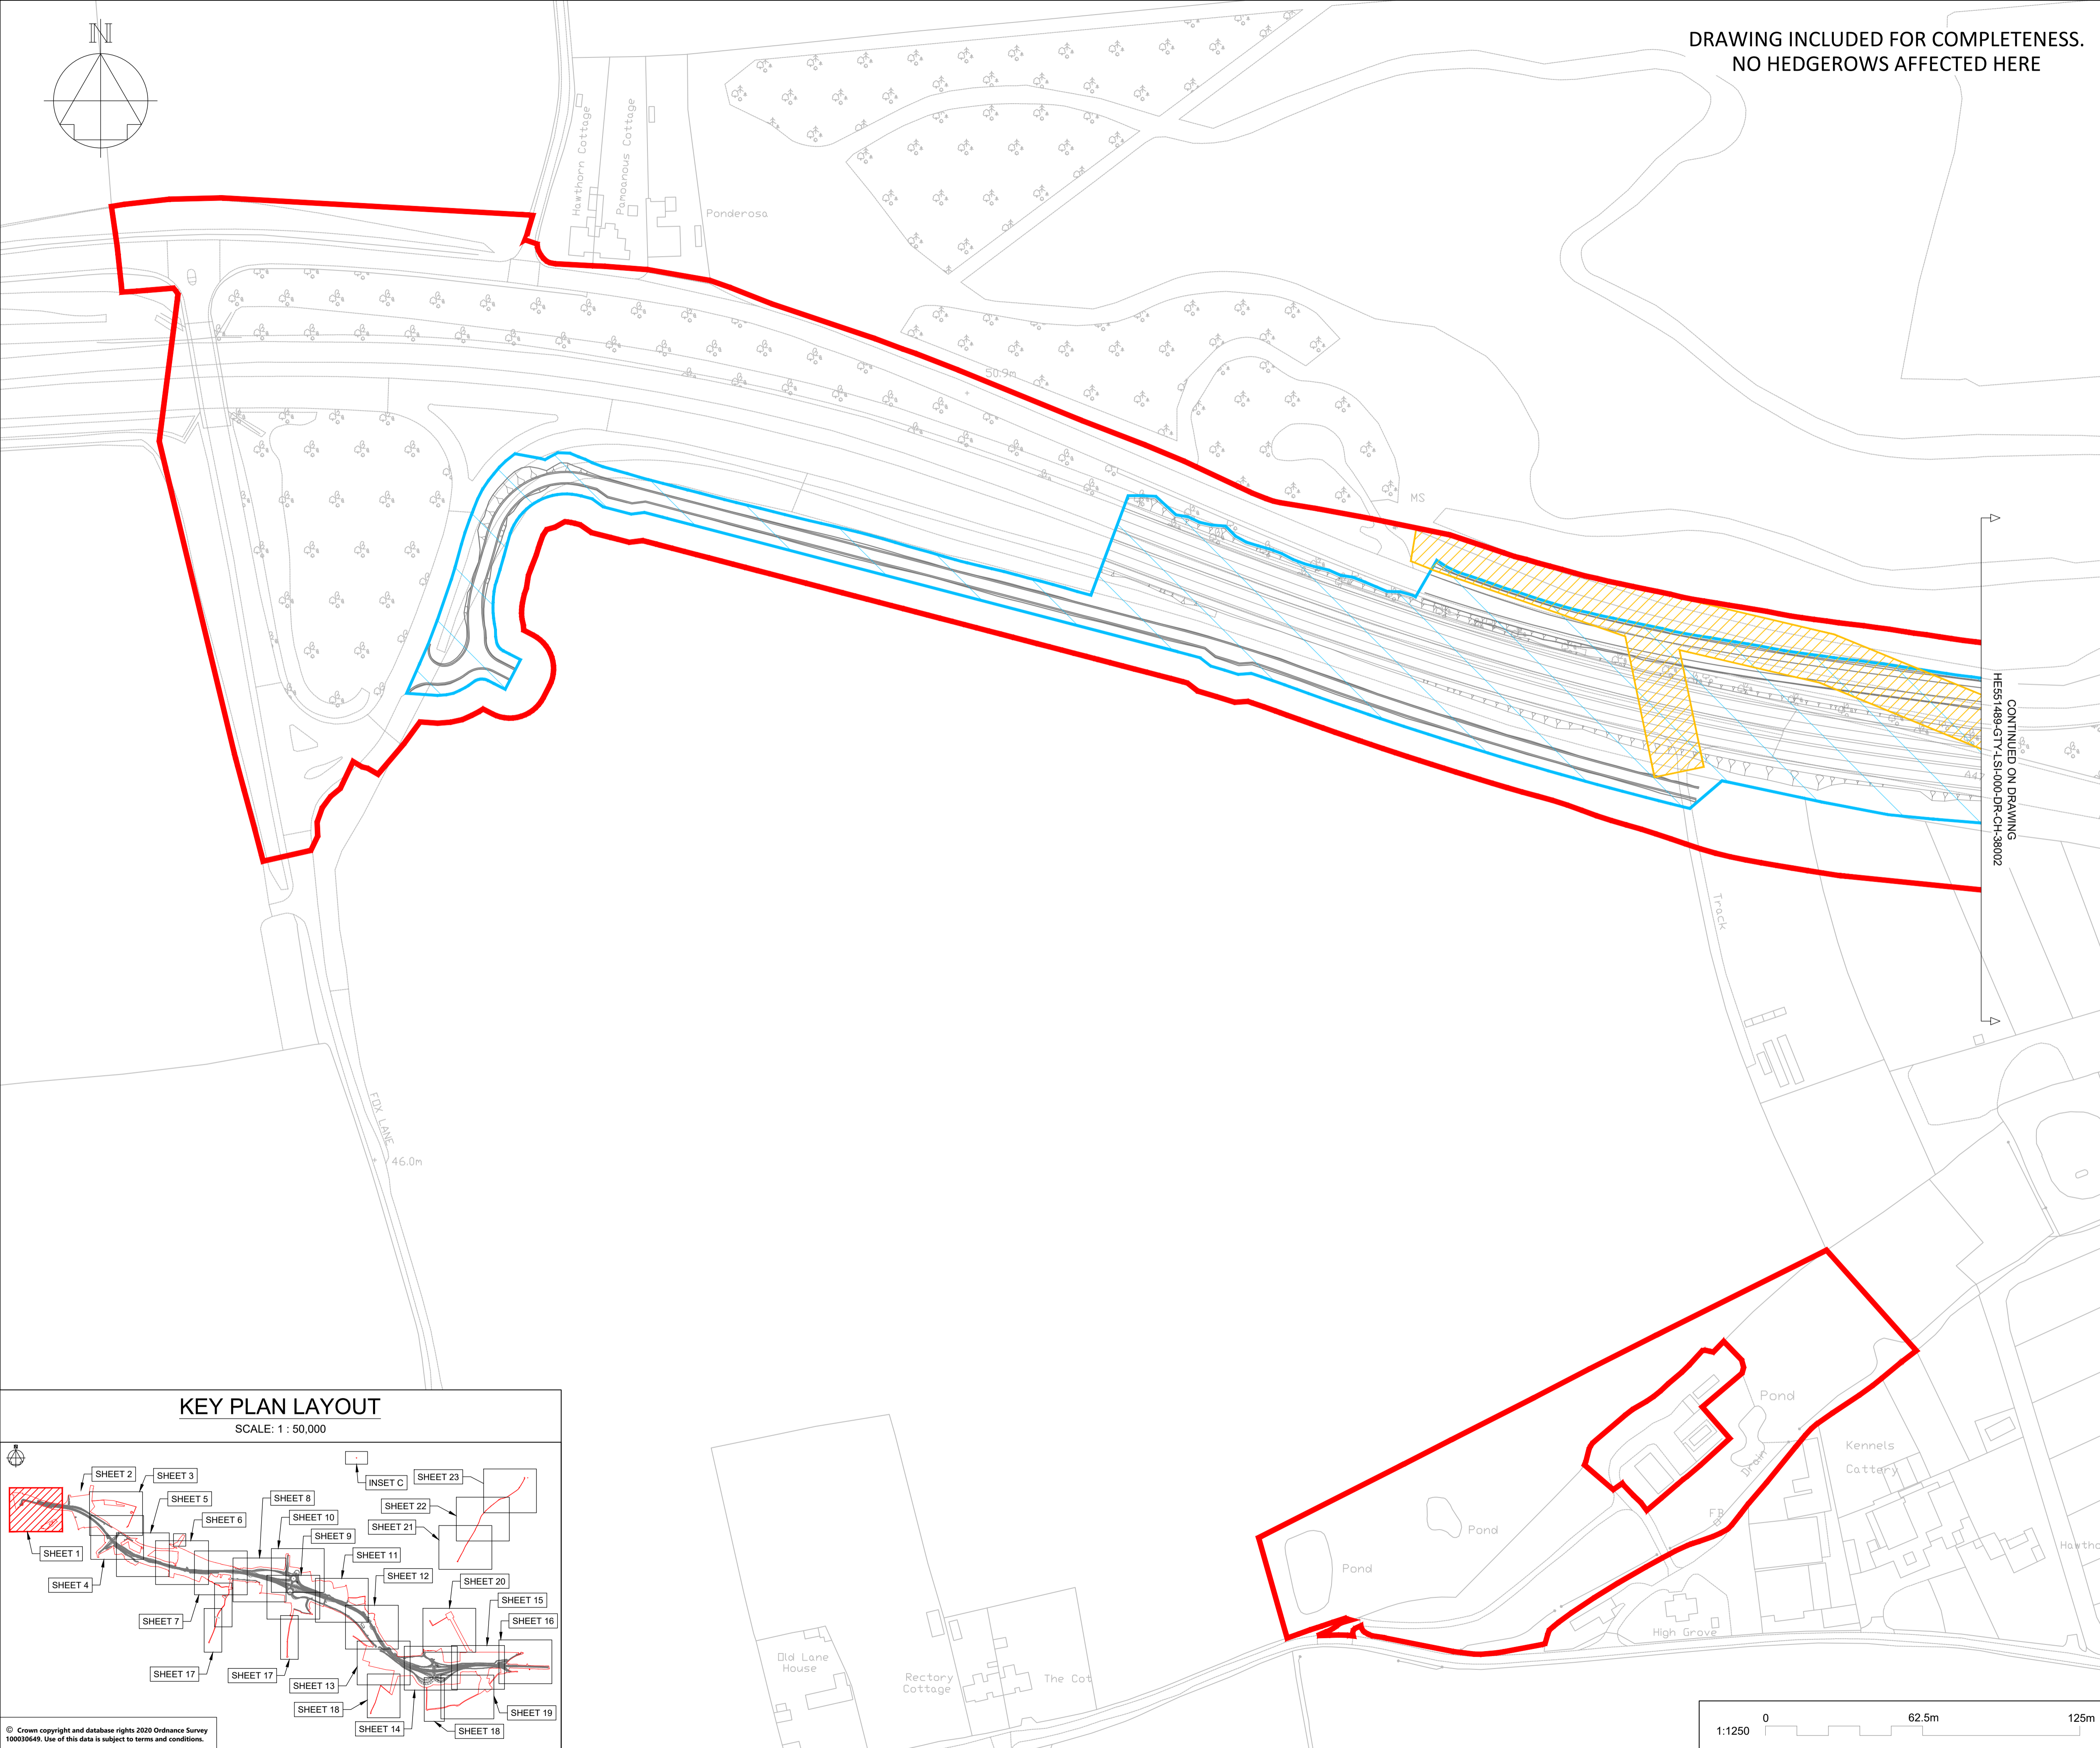 N
DRAWING INCLUDED FOR COMPLETENESS.
NO HEDGEROWS AFFECTED HERE
Hawthorn Cottage
Pamoanous Cottage
Ponderosa
50.9m
MS
CONTINUED ON DRAWING
HE551489-GTY-LSI-000-DR-CH-38002
Track
FOX LANE
46.0m
Pond
Kennels
Cattery
Drain
FB
Pond
Pond
High Grove
Old Lane
House
Rectory
Cottage
The Cot
KEY PLAN LAYOUT
SCALE: 1 : 50,000
N
SHEET 2
SHEET 3
INSET C
SHEET 23
SHEET 5
SHEET 8
SHEET 22
SHEET 6
SHEET 10
SHEET 21
SHEET 9
SHEET 1
SHEET 11
SHEET 4
SHEET 12
SHEET 20
SHEET 15
SHEET 7
SHEET 16
SHEET 17
SHEET 17
SHEET 13
SHEET 18
SHEET 19
SHEET 14
SHEET 18
© Crown copyright and database rights 2020 Ordnance Survey
100030649. Use of this data is subject to terms and conditions.
1:1250
0
62.5m
125m